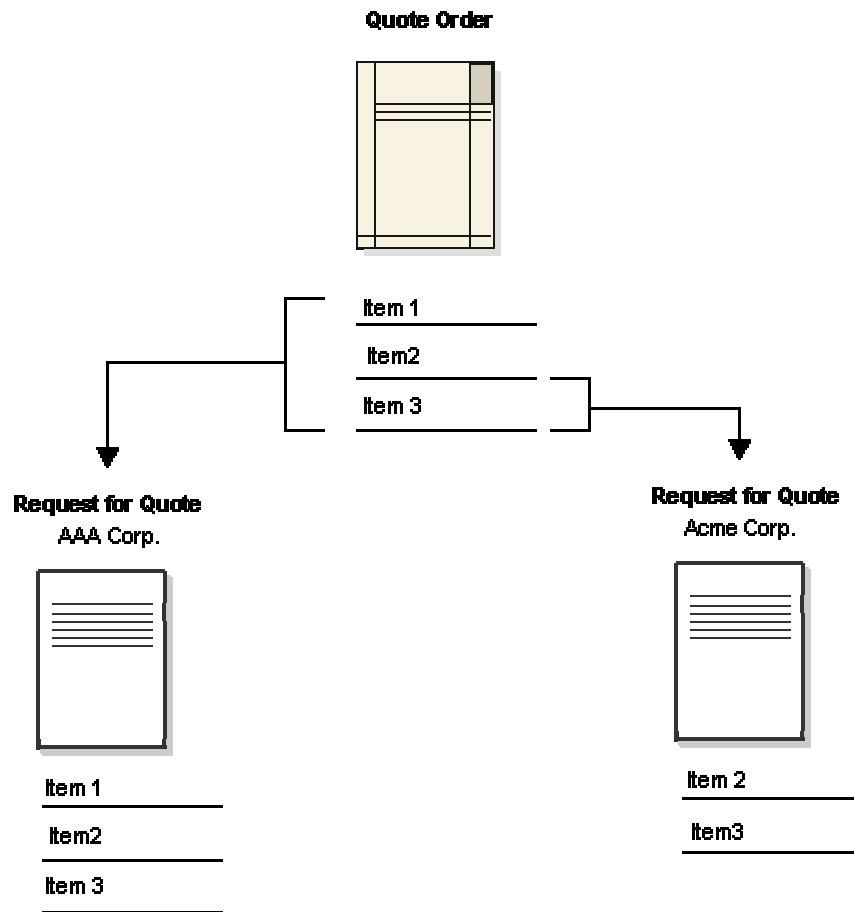 Quote Order
Item 1
Item2
Item 3
Request for Quote
AAA Corp.
Item 1
Item2
Item 3
Request for Quote
Acme Corp.
Item 2
Item3